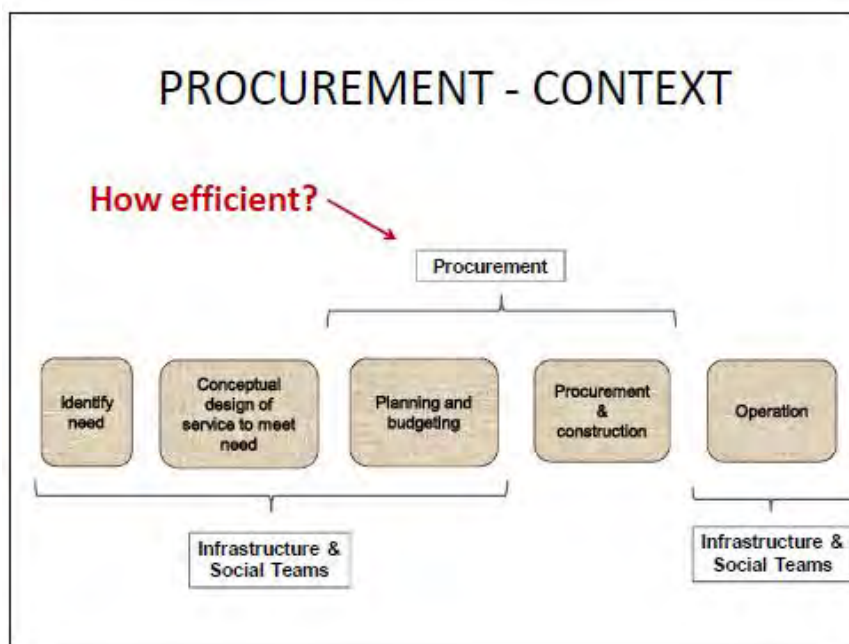 PROCUREMENT - CONTEXT
How efficient?
Procurement
Identify
need
Conceptual
design of
service to meet
need
Planning and
budgeting
Procurement
&
construction
Operation
Infrastructure &
Social Teams
Infrastructure &
Social Teams